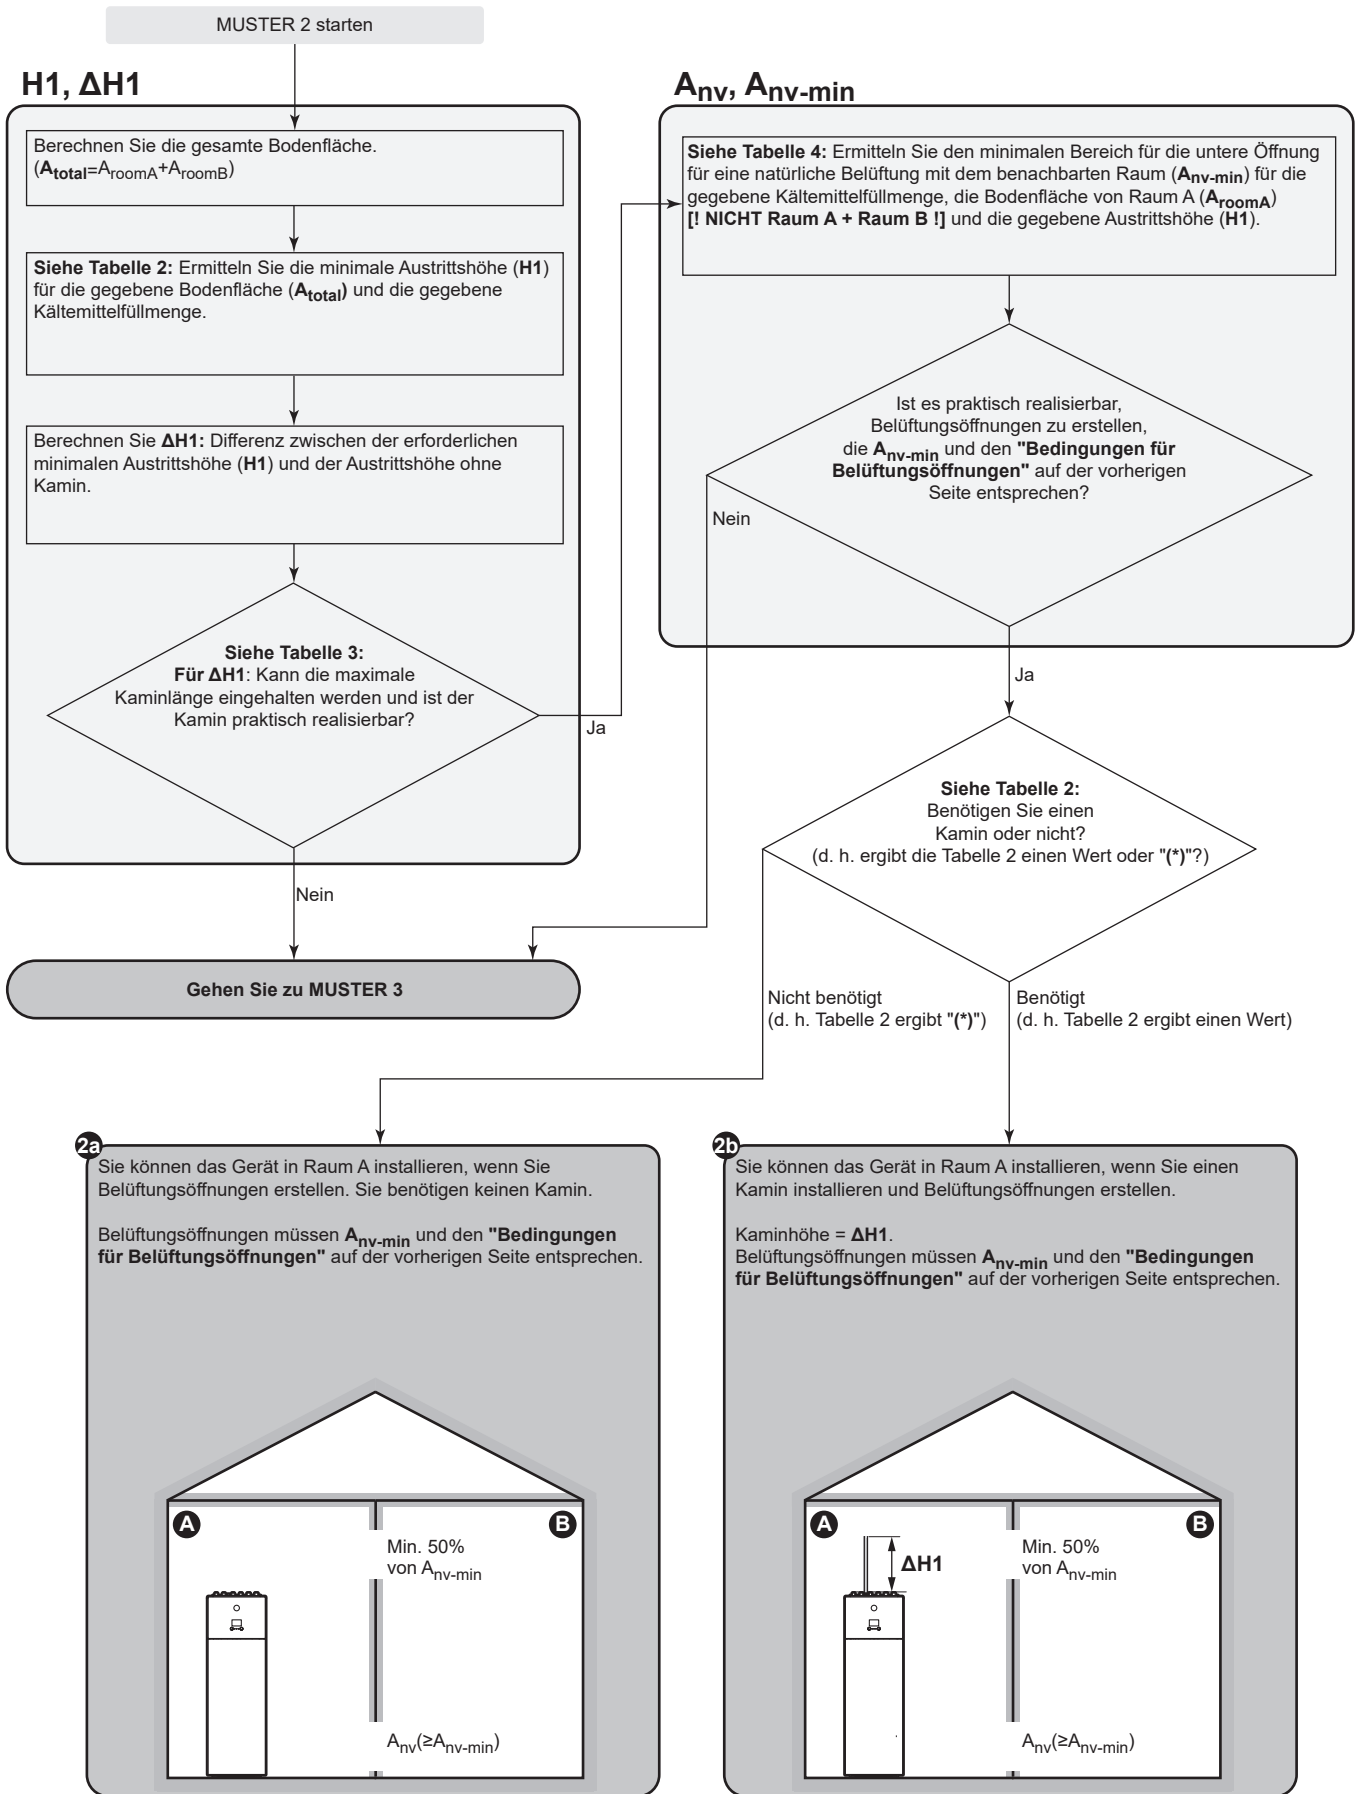 MUSTER 2 starten
H1, ΔH1
Berechnen Sie die gesamte Bodenfläche.
(Atotal=AroomA+AroomB)
Siehe Tabelle 2: Ermitteln Sie die minimale Austrittshöhe (H1)
für die gegebene Bodenfläche (Atotal) und die gegebene
Kältemittelfüllmenge.
Berechnen Sie ΔH1: Differenz zwischen der erforderlichen
minimalen Austrittshöhe (H1) und der Austrittshöhe ohne
Kamin.
Siehe Tabelle 3:
Für ΔH1: Kann die maximale
Kaminlänge eingehalten werden und ist der
Kamin praktisch realisierbar?
Ja
Nein
Gehen Sie zu MUSTER 3
Anv, Anv-min
Siehe Tabelle 4: Ermitteln Sie den minimalen Bereich für die untere Öffnung
für eine natürliche Belüftung mit dem benachbarten Raum (Anv-min) für die
gegebene Kältemittelfüllmenge, die Bodenfläche von Raum A (AroomA)
[! NICHT Raum A + Raum B !] und die gegebene Austrittshöhe (H1).
Ist es praktisch realisierbar,
Belüftungsöffnungen zu erstellen,
die Anv-min und den "Bedingungen für
Belüftungsöffnungen" auf der vorherigen
Seite entsprechen?
Nein
Ja
Siehe Tabelle 2:
Benötigen Sie einen
Kamin oder nicht?
(d. h. ergibt die Tabelle 2 einen Wert oder "(*)"?)
Nicht benötigt
(d. h. Tabelle 2 ergibt "(*)")
Benötigt
(d. h. Tabelle 2 ergibt einen Wert)
2a
Sie können das Gerät in Raum A installieren, wenn Sie
Belüftungsöffnungen erstellen. Sie benötigen keinen Kamin.
Belüftungsöffnungen müssen Anv-min und den "Bedingungen
für Belüftungsöffnungen" auf der vorherigen Seite entsprechen.
A
B
Min. 50%
von Anv-min
Anv(≥Anv-min)
2b
Sie können das Gerät in Raum A installieren, wenn Sie einen
Kamin installieren und Belüftungsöffnungen erstellen.
Kaminhöhe = ΔH1.
Belüftungsöffnungen müssen Anv-min und den "Bedingungen
für Belüftungsöffnungen" auf der vorherigen Seite entsprechen.
A
B
ΔH1
Min. 50%
von Anv-min
Anv(≥Anv-min)